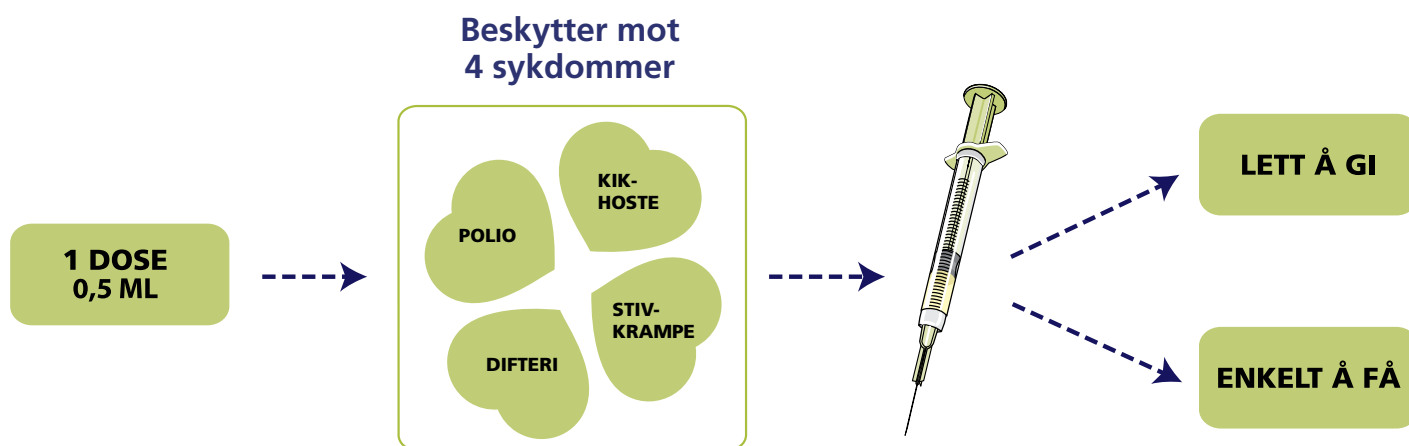 Beskytter mot
4 sykdommer
1 DOSE
0,5 ML
POLIO
KIK-
HOSTE
DIFTERI
STIV-
KRAMPE
LETT Å GI
ENKELT Å FÅ